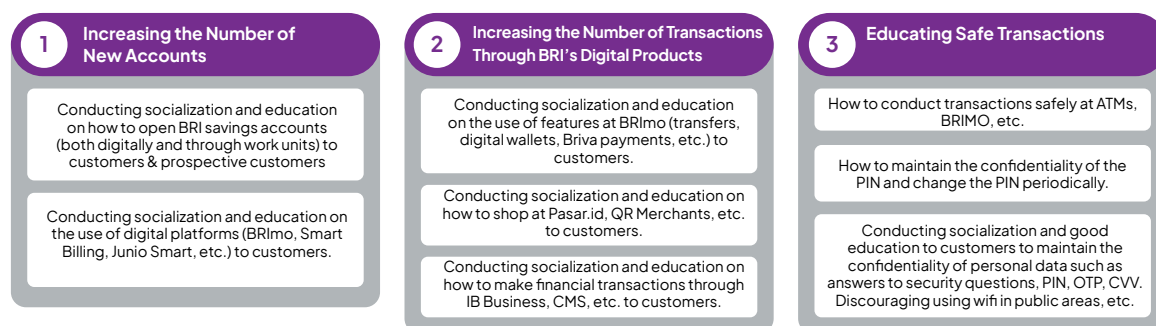 1
Increasing the Number of
New Accounts
Conducting socialization and education
on how to open BRI savings accounts
(both digitally and through work units) to
customers & prospective customers
Conducting socialization and education on
the use of digital platforms (BRImo, Smart
Billing, Junio Smart, etc.) to customers.
2
Increasing the Number of Transactions
Through BRI's Digital Products
Conducting socialization and education
on the use of features at BRImo (transfers,
digital wallets, Briva payments, etc.) to
customers.
Conducting socialization and education on
how to shop at Pasar.id, QR Merchants, etc.
to customers.
Conducting socialization and education on
how to make financial transactions through
IB Business, CMS, etc. to customers.
3
Educating Safe Transactions
How to conduct transactions safely at ATMs,
BRIMO, etc.
How to maintain the confidentiality of the
PIN and change the PIN periodically.
Conducting socialization and good
education to customers to maintain the
confidentiality of personal data such as
answers to security questions, PIN, OTP, CVV.
Discouraging using wifi in public areas, etc.